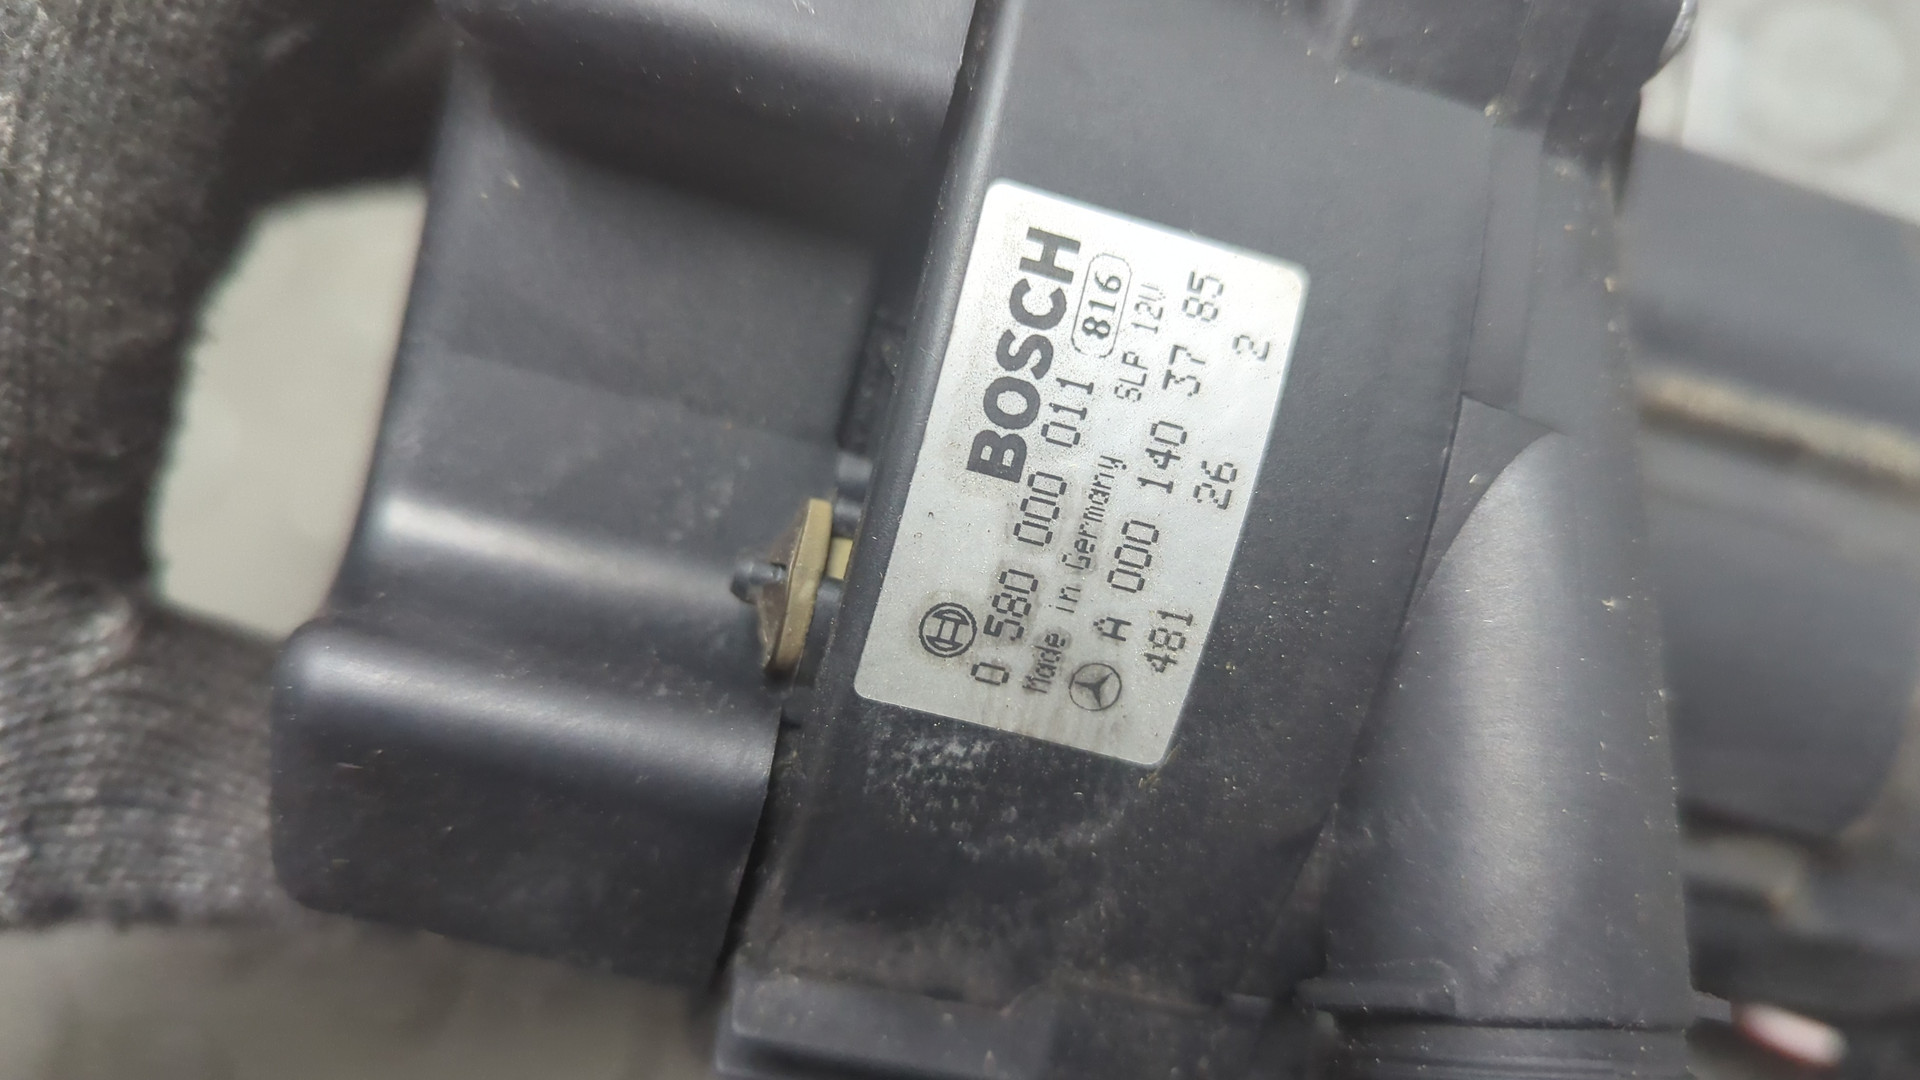 BOSCH
0 580 000 011 816
Made in Germany SLP 12V
A 000 140 37 85
481 26 2